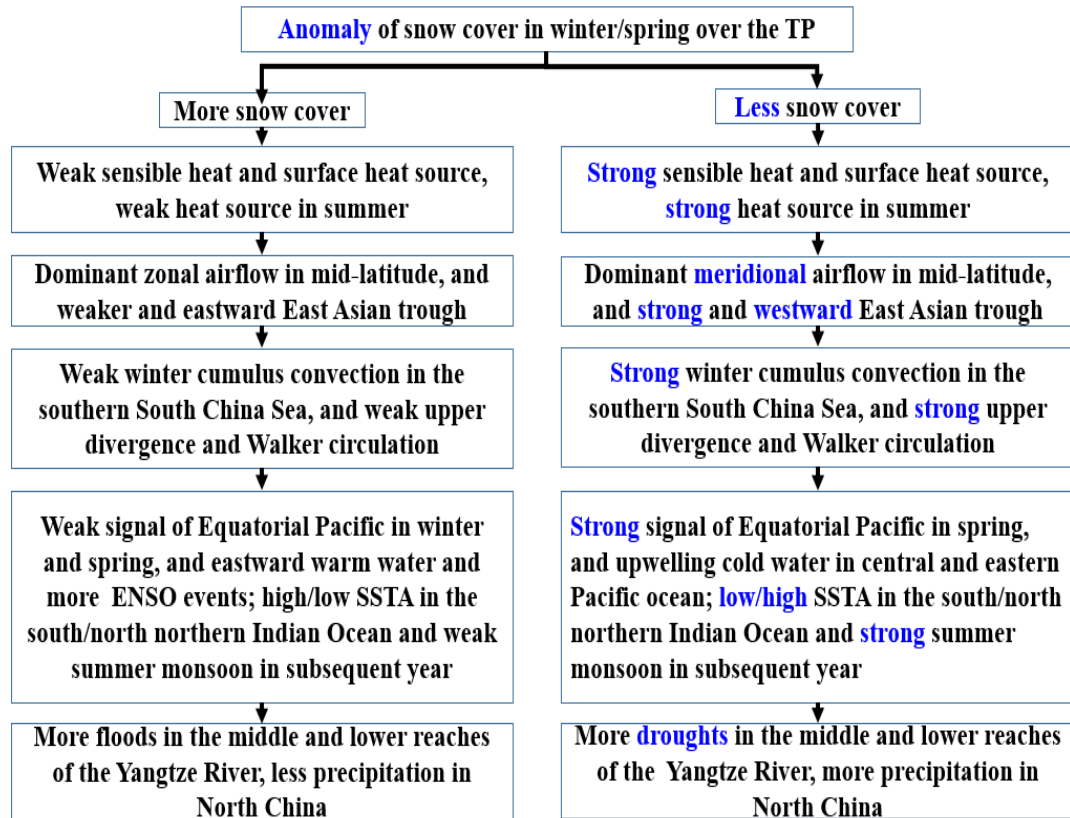 Anomaly of snow cover in winter/spring over the TP
More snow cover
Weak sensible heat and surface heat source,
weak heat source in summer
Dominant zonal airflow in mid-latitude, and
weaker and eastward East Asian trough
Weak winter cumulus convection in the
southern South China Sea, and weak upper
divergence and Walker circulation
Weak signal of Equatorial Pacific in winter
and spring, and eastward warm water and
more ENSO events; high/low SSTA in the
south/north northern Indian Ocean and weak
summer monsoon in subsequent year
More floods in the middle and lower reaches
of the Yangtze River, less precipitation in
North China
Less snow cover
Strong sensible heat and surface heat source,
strong heat source in summer
Dominant meridional airflow in mid-latitude,
and strong and westward East Asian trough
Strong winter cumulus convection in the
southern South China Sea, and strong upper
divergence and Walker circulation
Strong signal of Equatorial Pacific in spring,
and upwelling cold water in central and eastern
Pacific ocean; low/high SSTA in the south/north
northern Indian Ocean and strong summer
monsoon in subsequent year
More droughts in the middle and lower reaches
of the Yangtze River, more precipitation in
North China